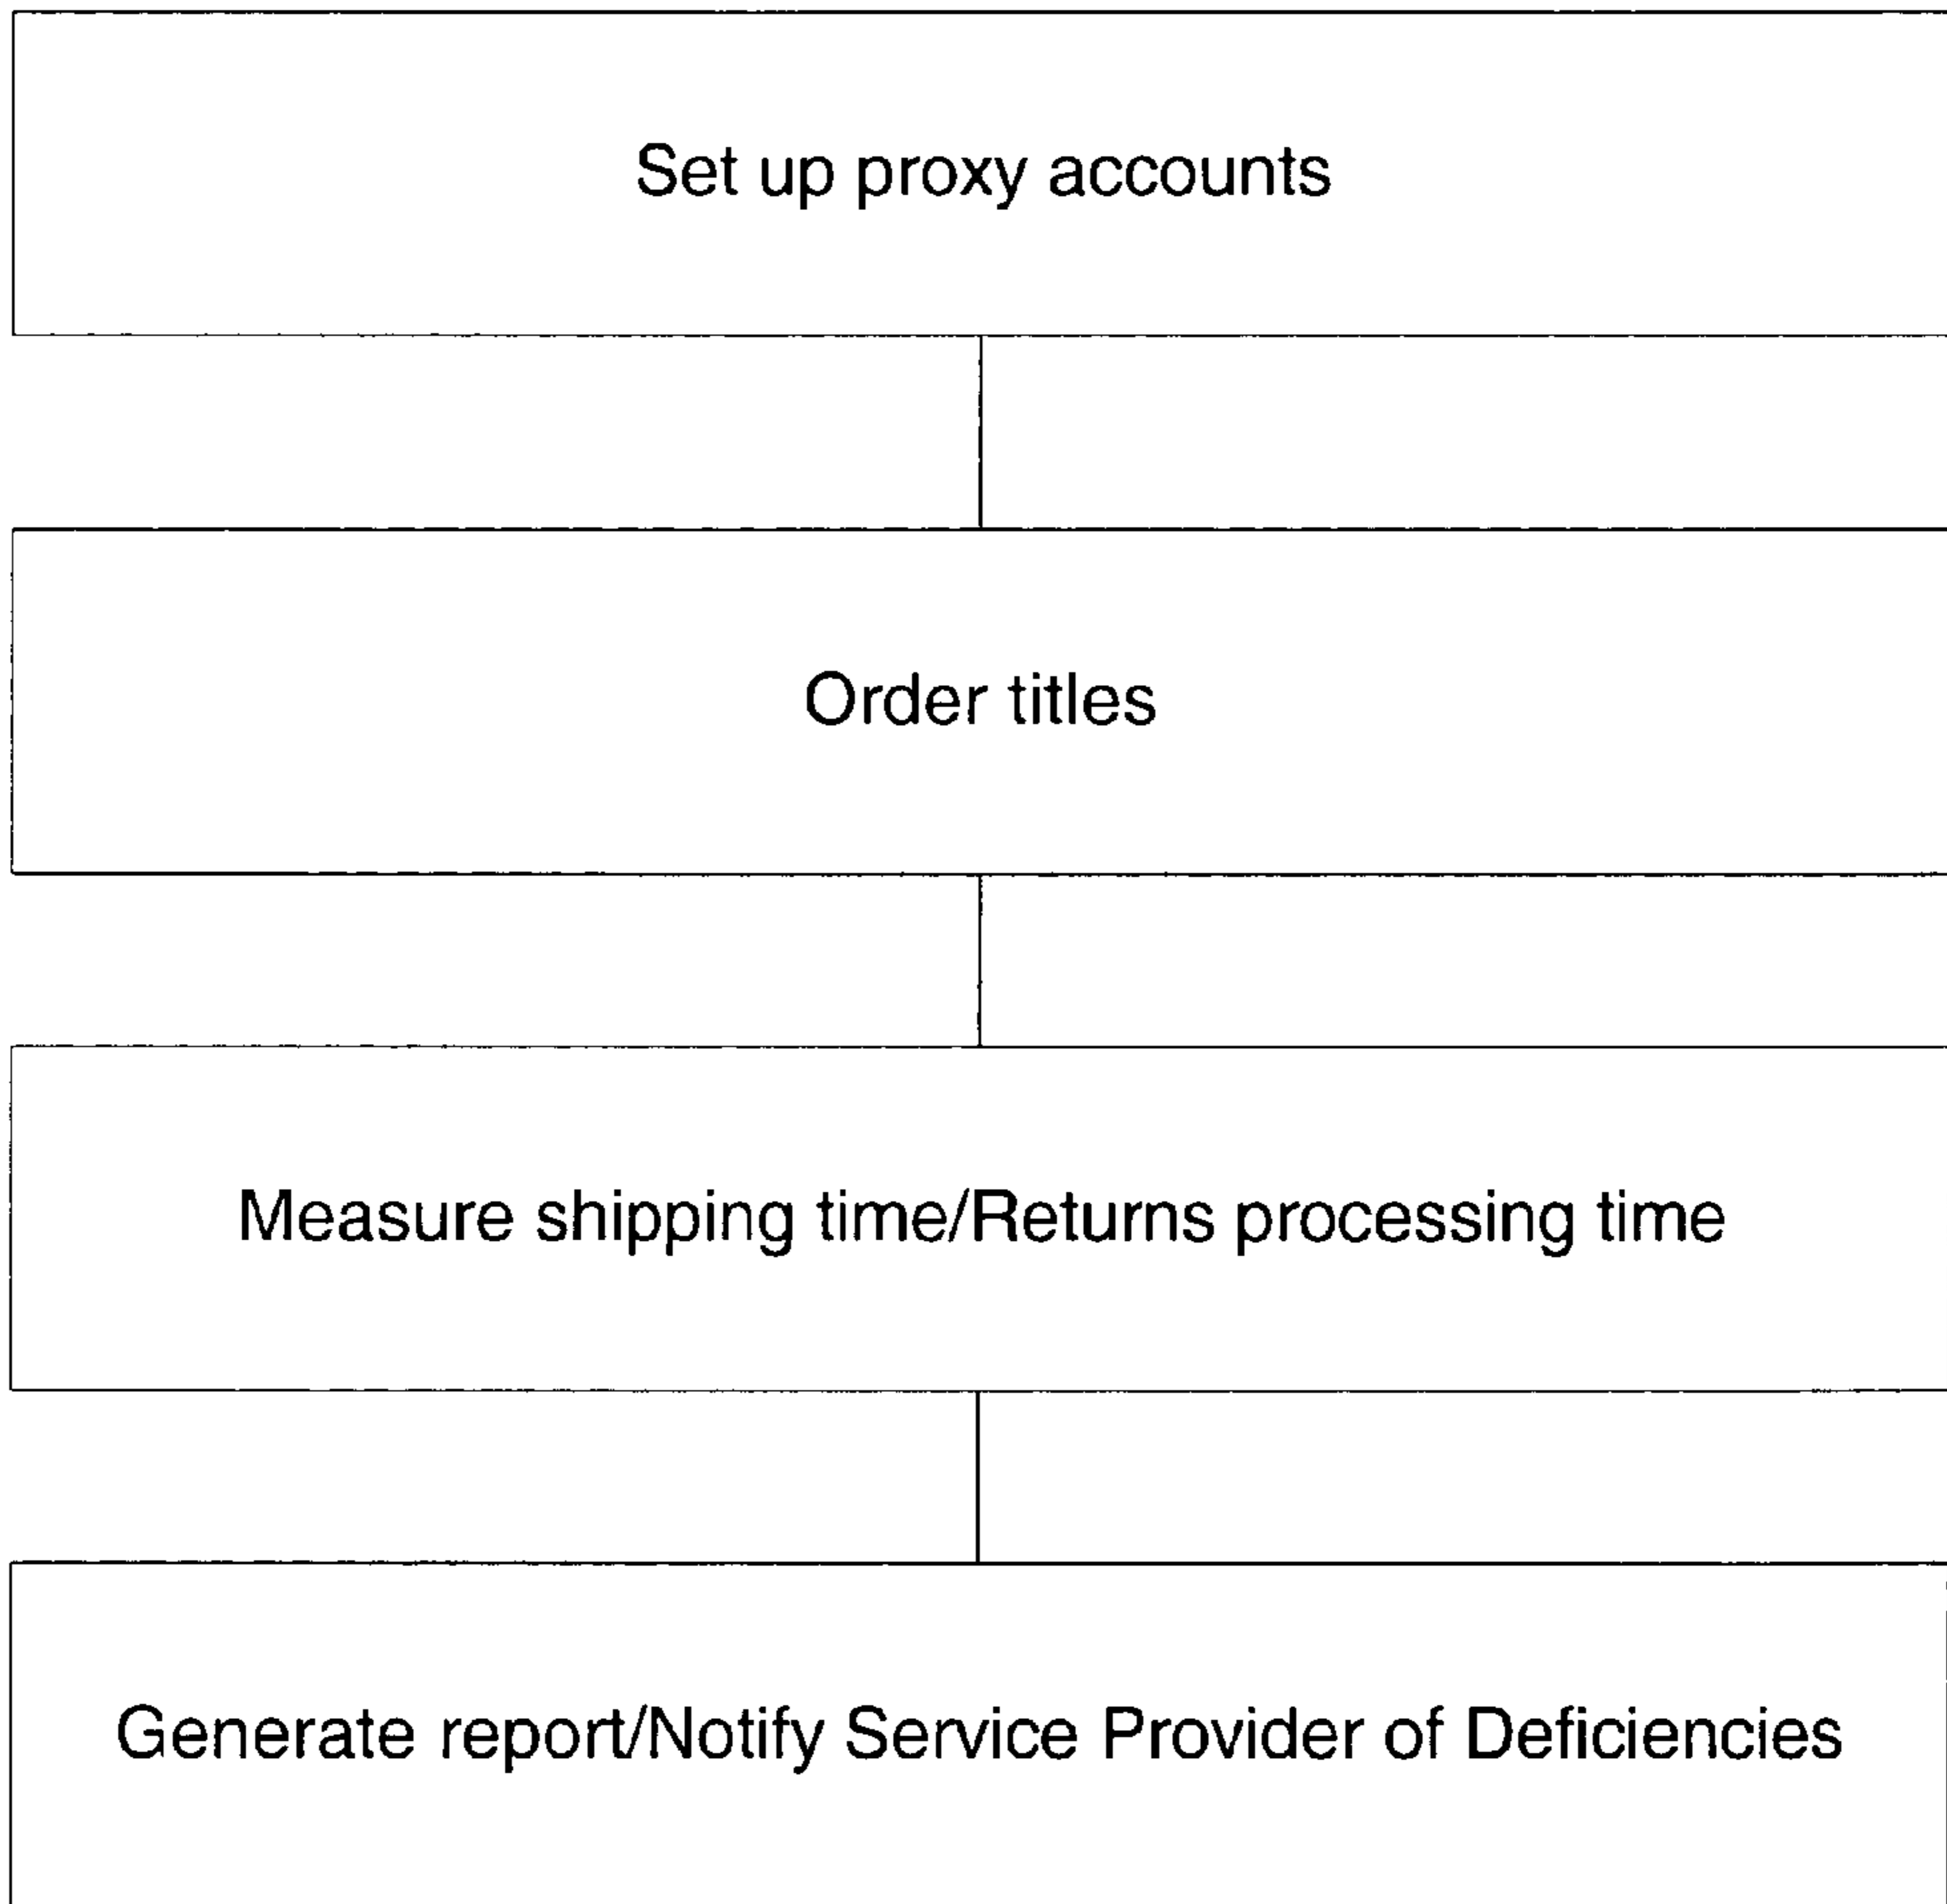 Set up proxy accounts
Order titles
Measure shipping time/Returns processing time
Generate report/Notify Service Provider of Deficiencies